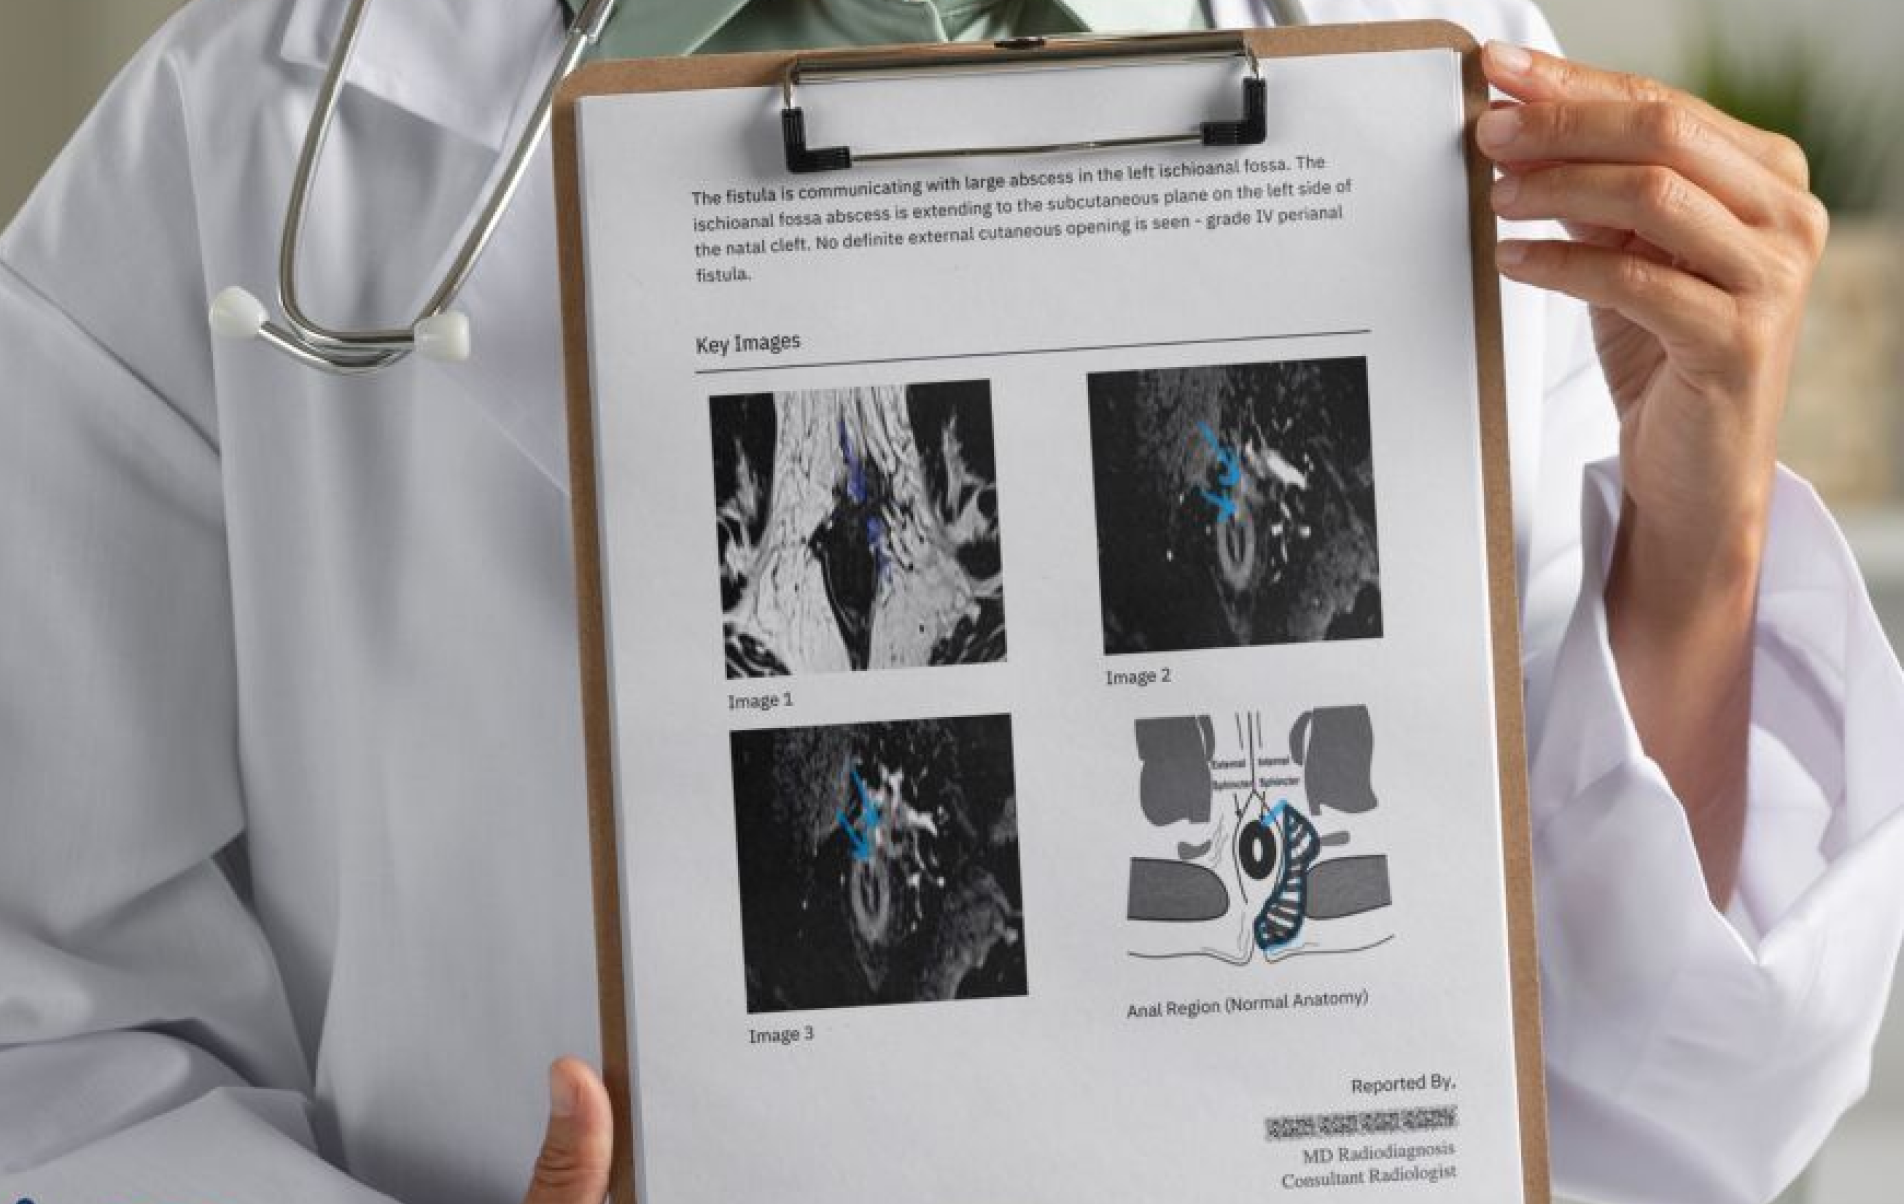 The fistula is communicating with large abscess in the left ischioanal fossa. The
ischioanal fossa abscess is extending to the subcutaneous plane on the left side of
the natal cleft. No definite external cutaneous opening is seen - grade IV perianal
fistula.
Key Images
Image 1
Image 2
Image 3
External Internal
Sphincter Sphincter
Anal Region (Normal Anatomy)
Reported By,
MD Radiodiagnosis
Consultant Radiologist